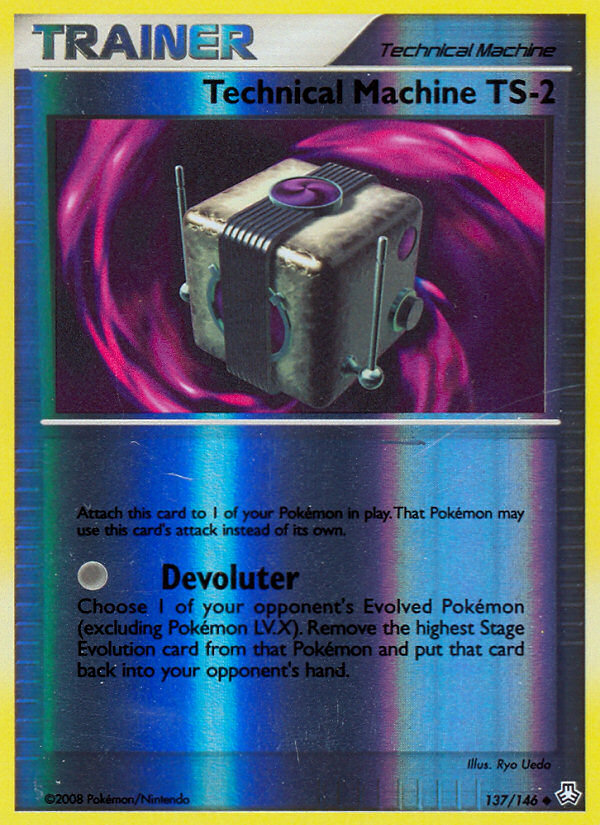 TRAINER
Technical Machine
Technical Machine TS-2
Attach this card to 1 of your Pokémon in play. That Pokémon may
use this card's attack instead of its own.
Devoluter
Choose 1 of your opponent's Evolved Pokémon
(excluding Pokémon LV.X). Remove the highest Stage
Evolution card from that Pokémon and put that card
back into your opponent's hand.
Illus. Ryo Ueda
©2008 Pokémon/Nintendo
137/146